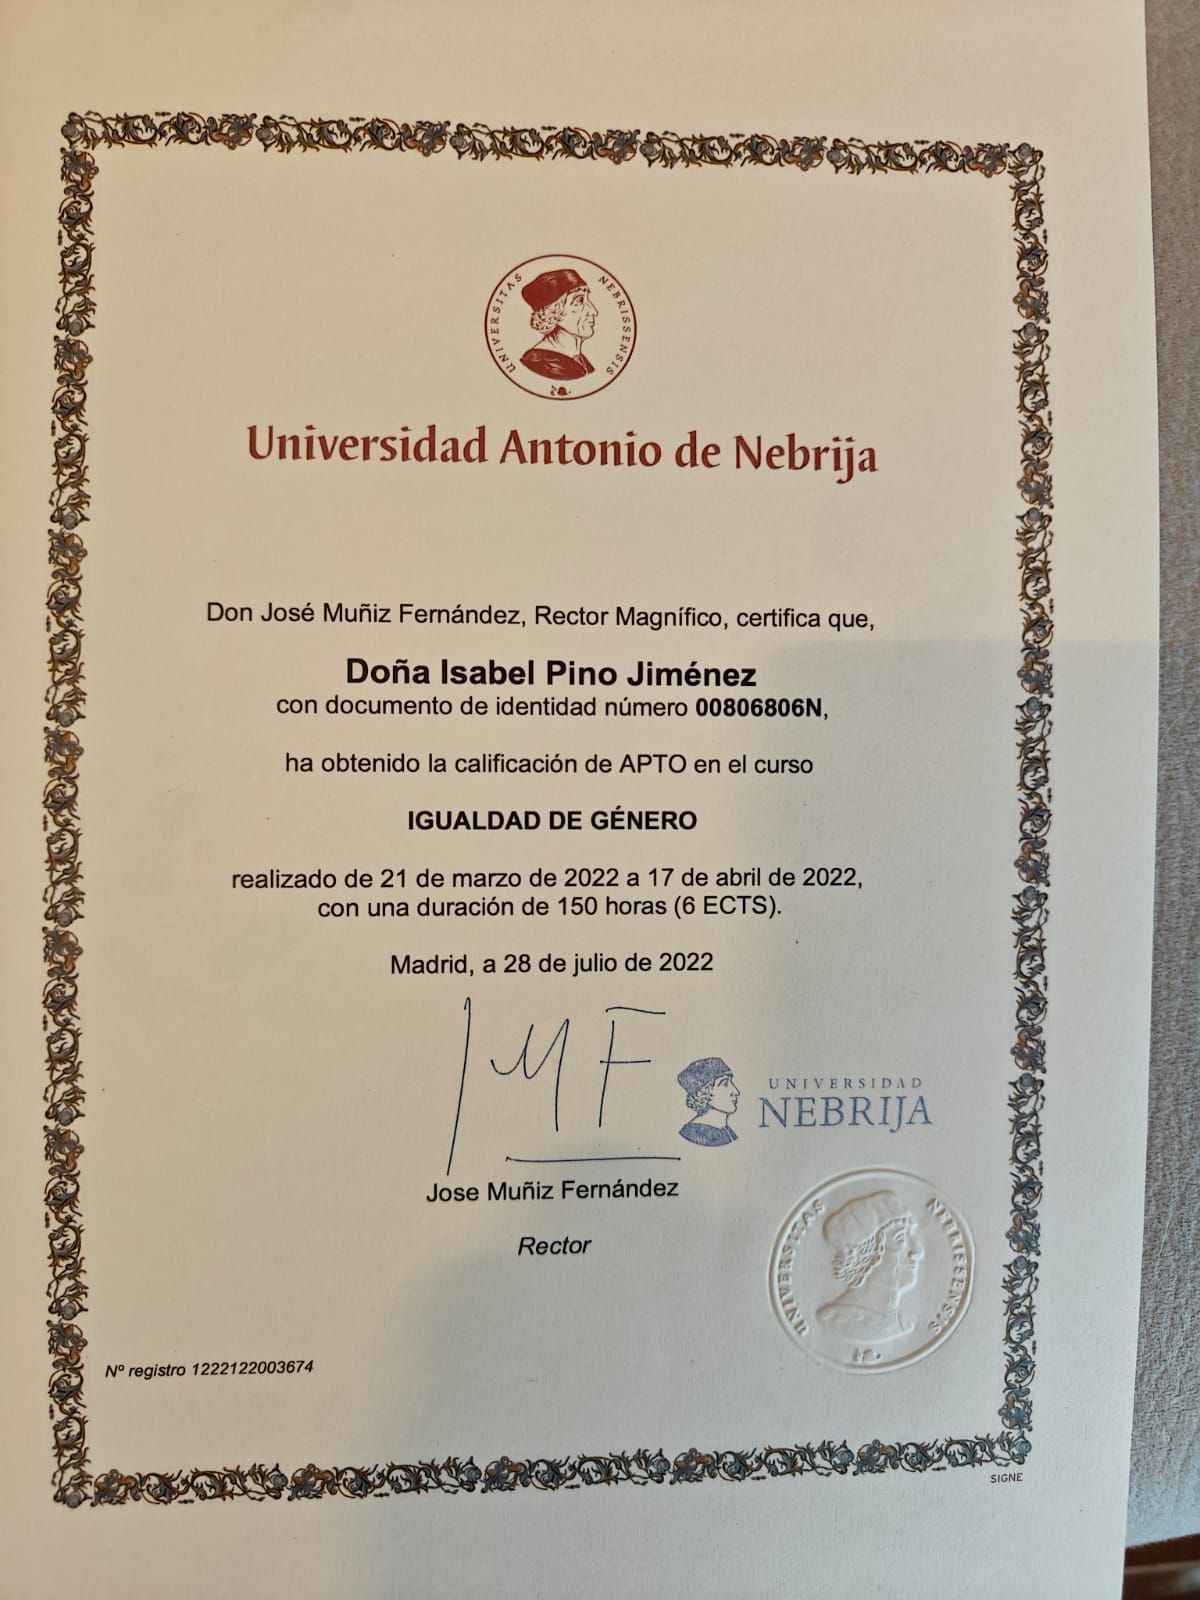 UNIVERSITAS NEBRISSENSIS
Universidad Antonio de Nebrija
Don José Muñiz Fernández, Rector Magnífico, certifica que,
Doña Isabel Pino Jiménez
con documento de identidad número 00806806N,
ha obtenido la calificación de APTO en el curso
IGUALDAD DE GÉNERO
realizado de 21 de marzo de 2022 a 17 de abril de 2022,
con una duración de 150 horas (6 ECTS).
Madrid, a 28 de julio de 2022
JMF
UNIVERSIDAD
NEBRIJA
Jose Muñiz Fernández
Rector
UNIVERSITAS NEBRISSENSIS
Nº registro 1222122003674
SIGNE